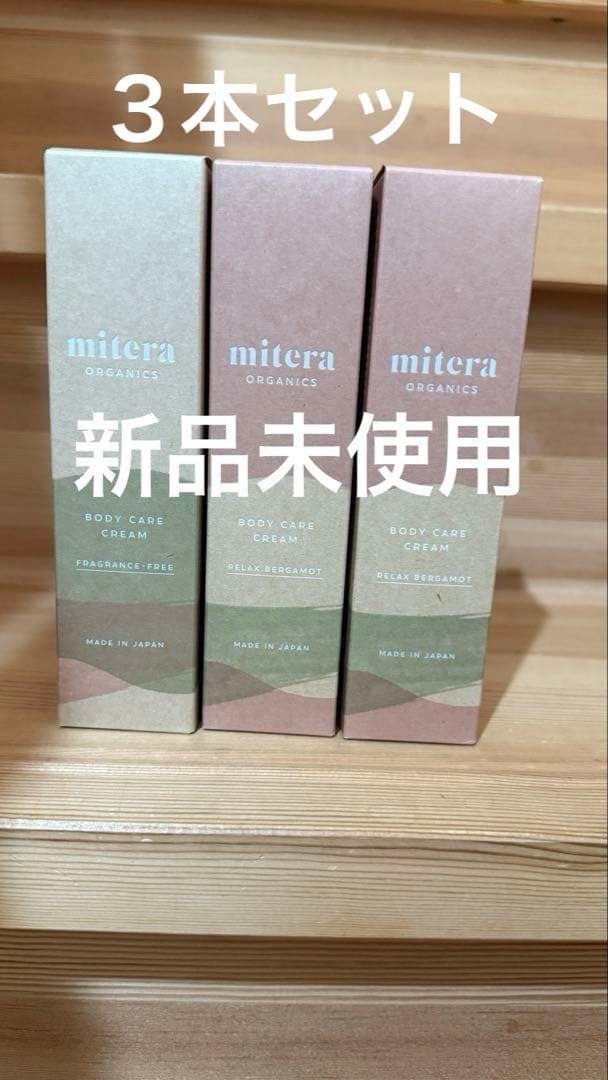 ３本セット
mitera
ORGANICS
BODY CARE
CREAM
FRAGRANCE-FREE
MADE IN JAPAN
mitera
ORGANICS
BODY CARE
CREAM
RELAX BERGAMOT
MADE IN JAPAN
mitera
ORGANICS
BODY CARE
CREAM
RELAX BERGAMOT
MADE IN JAPAN
新品未使用